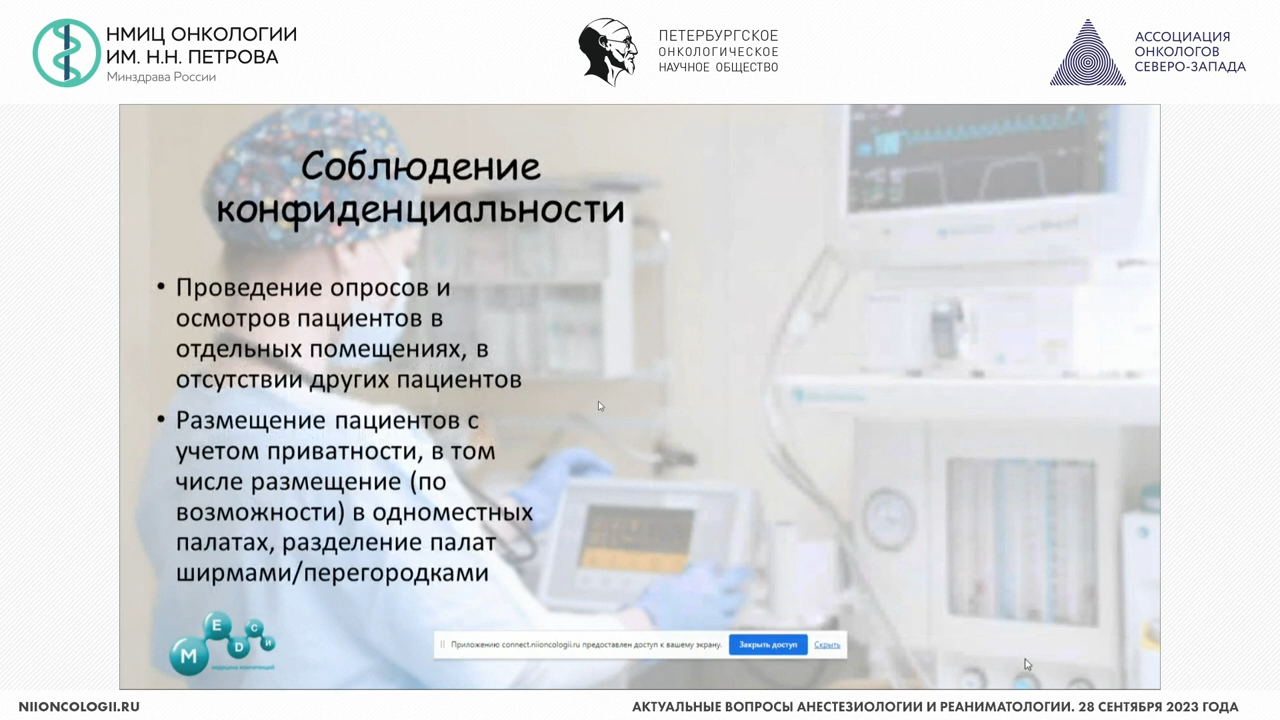 НМИЦ ОНКОЛОГИИ
ИМ. Н.Н. ПЕТРОВА
Минздрава России
ПЕТЕРБУРГСКОЕ
ОНКОЛОГИЧЕСКОЕ
НАУЧНОЕ ОБЩЕСТВО
АССОЦИАЦИЯ
ОНКОЛОГОВ
СЕВЕРО-ЗАПАДА
Соблюдение
конфиденциальности
• Проведение опросов и
осмотров пациентов в
отдельных помещениях, в
отсутствии других пациентов
• Размещение пациентов с
учетом приватности, в том
числе размещение (по
возможности) в одноместных
палатах, разделение палат
ширмами/перегородками
MEDCИ
медицина компетенций
Приложению connect.niioncologii.ru предоставлен доступ к вашему экрану.
Закрыть доступ
Скрыть
NIIONCOLOGII.RU
АКТУАЛЬНЫЕ ВОПРОСЫ АНЕСТЕЗИОЛОГИИ И РЕАНИМАТОЛОГИИ. 28 СЕНТЯБРЯ 2023 ГОДА